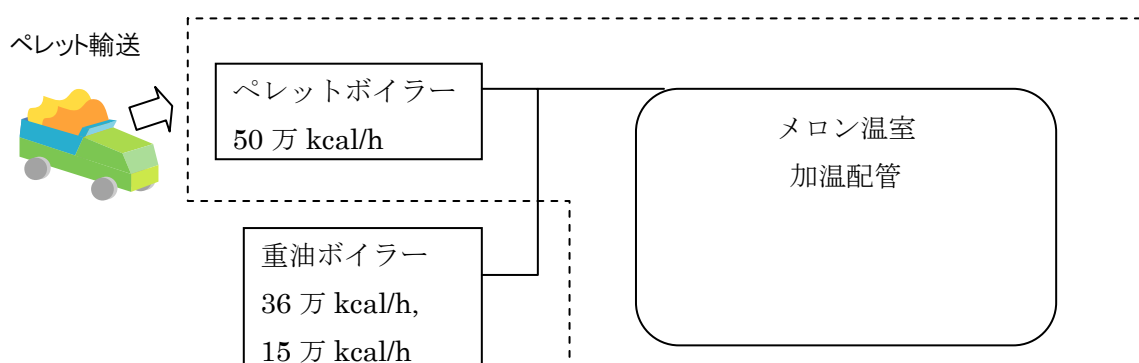 ペレット輸送
ペレットボイラー
50 万 kcal/h
メロン温室
加温配管
重油ボイラー
36 万 kcal/h,
15 万 kcal/h